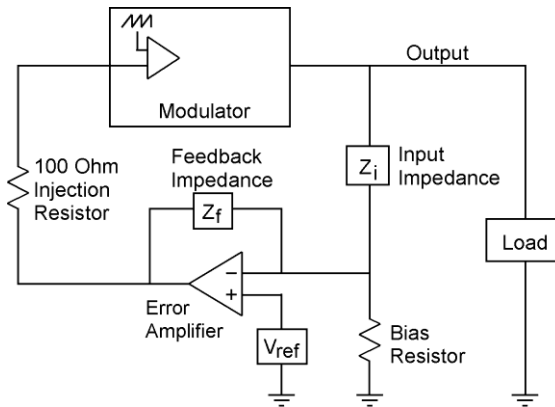 Modulator
Output
100 Ohm
Injection
Resistor
Feedback
Impedance
Zf
Zi
Input
Impedance
Load
Error
Amplifier
−
+
Vref
Bias
Resistor